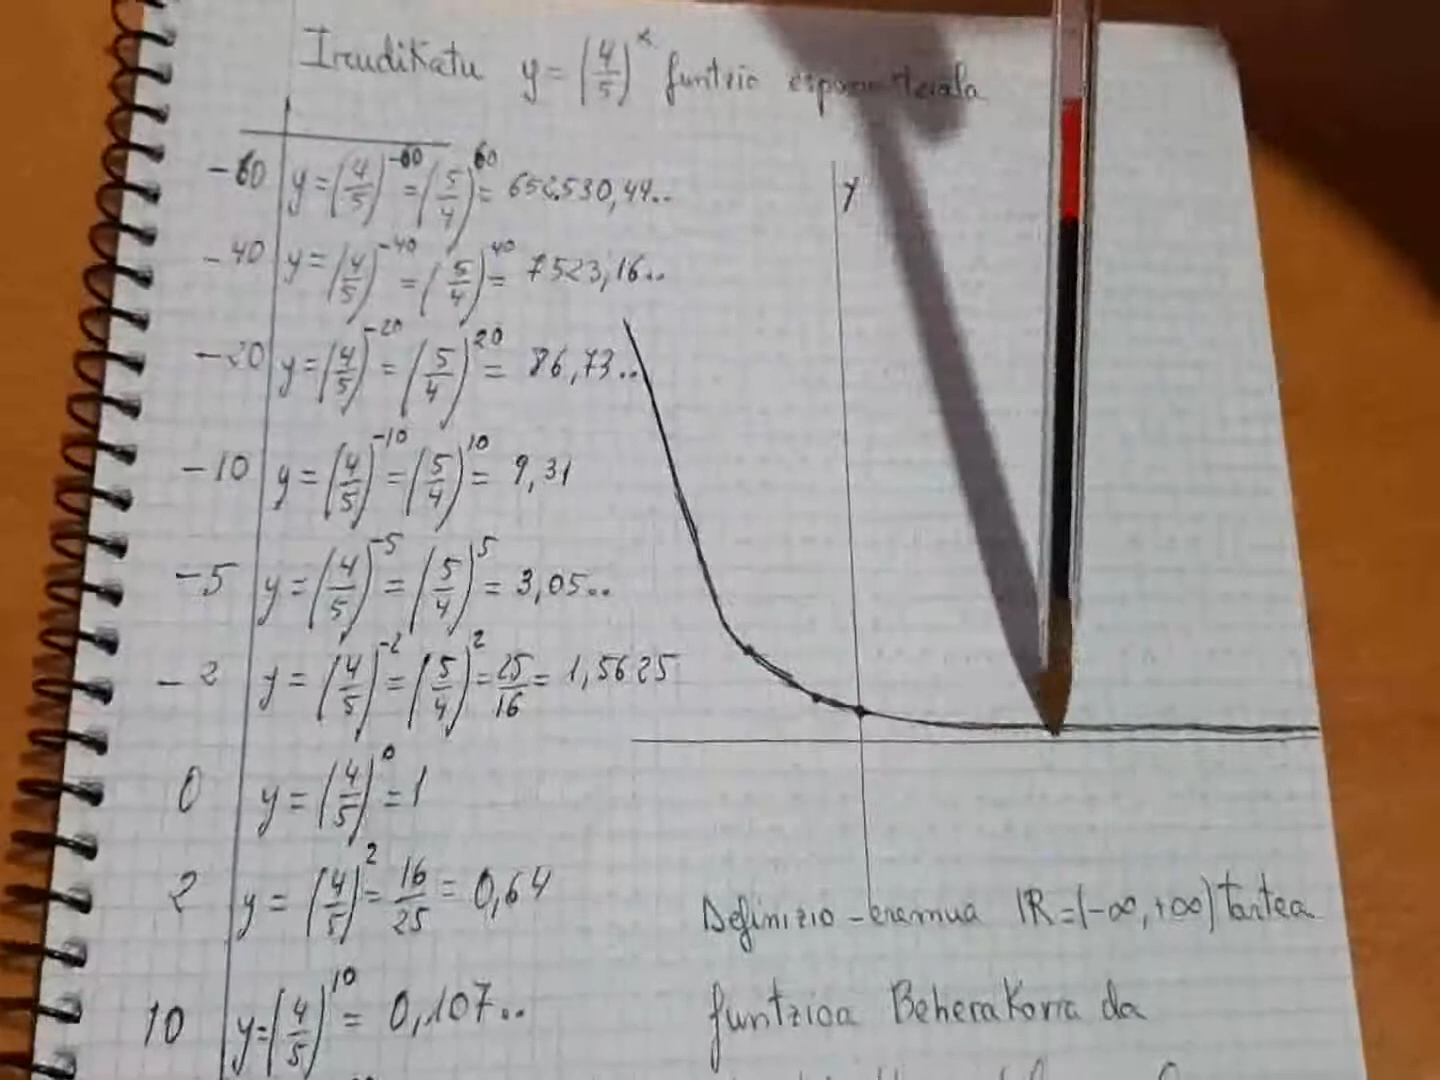 Irudikatu y = (4/5)^x funtzio esponentziala
-60 y = (4/5)^-60 = (5/4)^60 = 652.530,44..
-40 y = (4/5)^-40 = (5/4)^40 = 7523,16..
-20 y = (4/5)^-20 = (5/4)^20 = 86,73..
-10 y = (4/5)^-10 = (5/4)^10 = 9,31
-5 y = (4/5)^-5 = (5/4)^5 = 3,05..
-2 y = (4/5)^-2 = (5/4)^2 = 25/16 = 1,5625
0 y = (4/5)^0 = 1
2 y = (4/5)^2 = 16/25 = 0,64
10 y = (4/5)^10 = 0,107..
y
Definizio-eremua IR = (-∞, +∞) tartea
funtzioa Beherakorra da